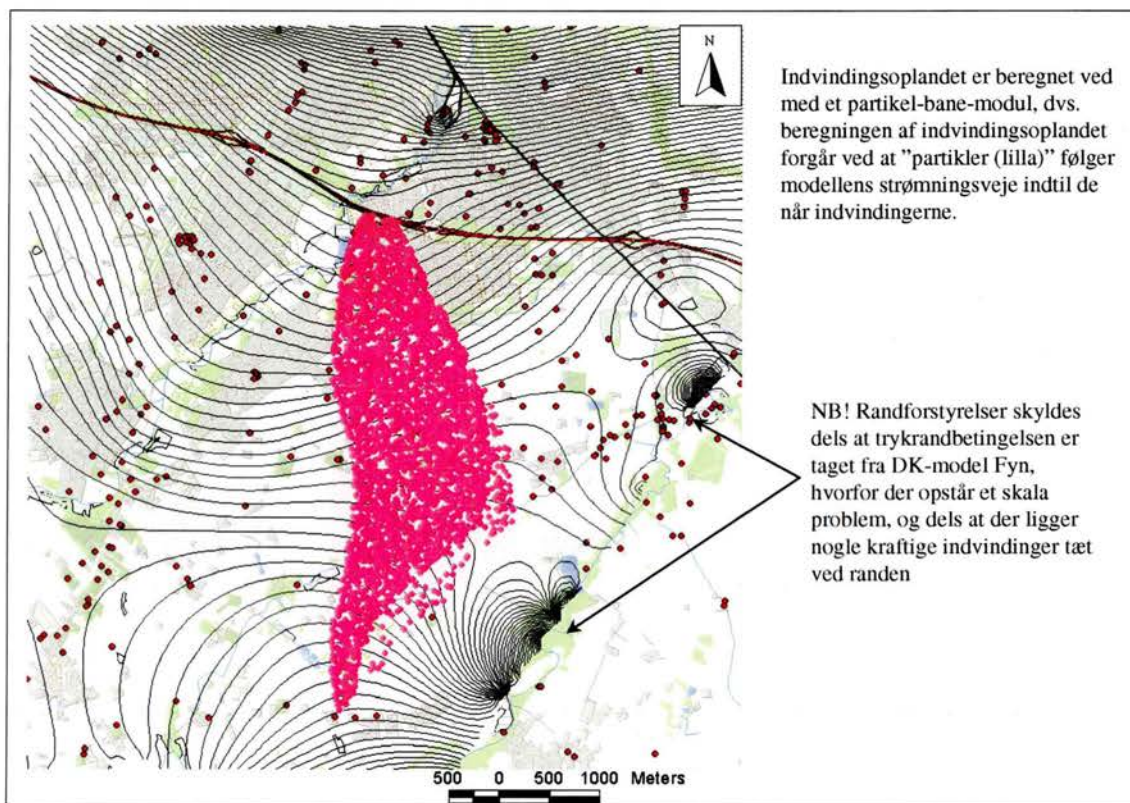 N
Indvindingsoplandet er beregnet ved
med et partikel-bane-modul, dvs.
beregningen af indvindingsoplandet
forgår ved at ”partikler (lilla)” følger
modellens strømningsveje indtil de
når indvindingerne.
NB! Randforstyrelser skyldes
dels at trykrandbetingelsen er
taget fra DK-model Fyn,
hvorfor der opstår et skala
problem, og dels at der ligger
nogle kraftige indvindinger tæt
ved randen
500 0 500 1000 Meters